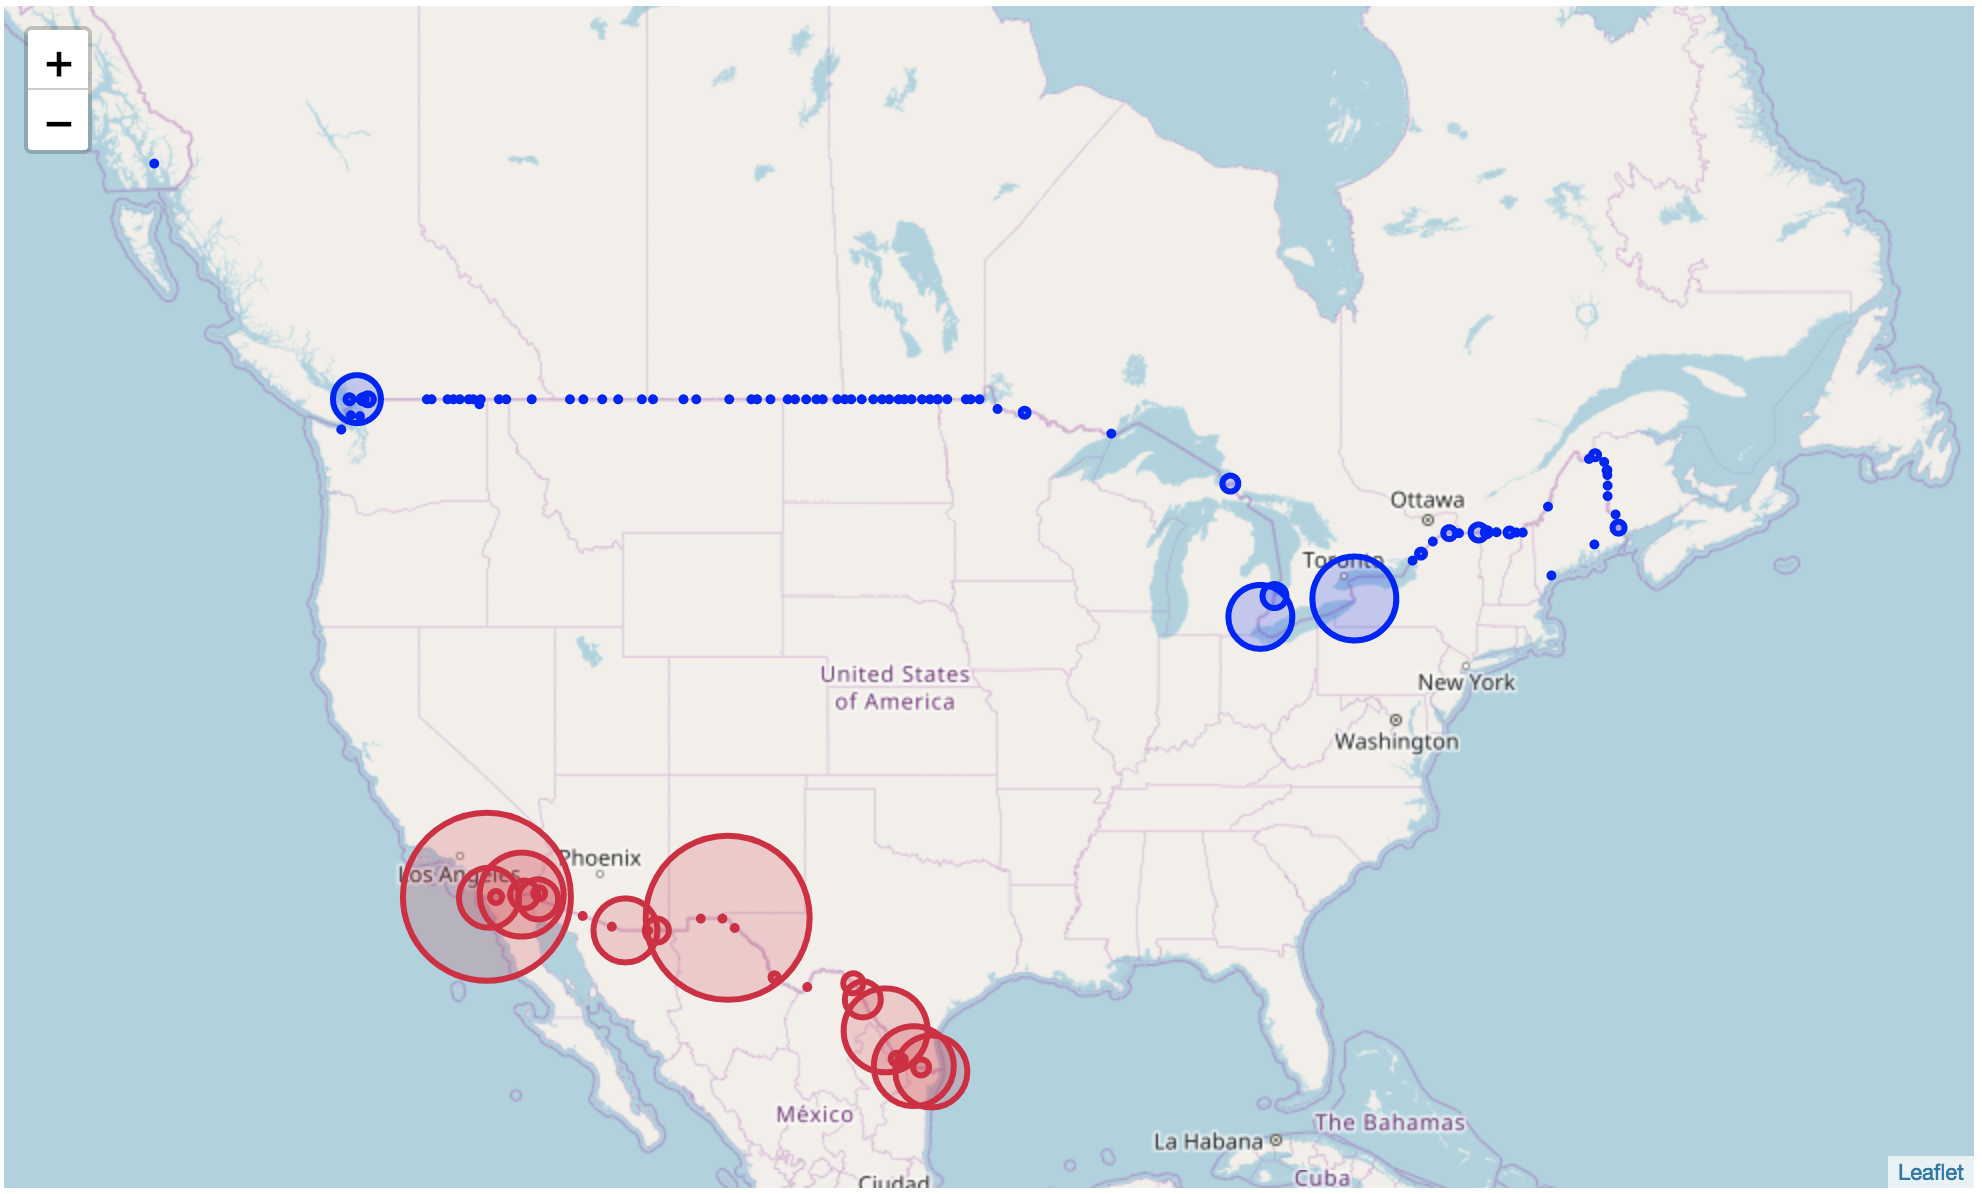 +
−
Ottawa
Toronto
United States
of America
New York
Washington
Phoenix
Los Angeles
México
The Bahamas
La Habana
Ciudad
Cuba
Leaflet